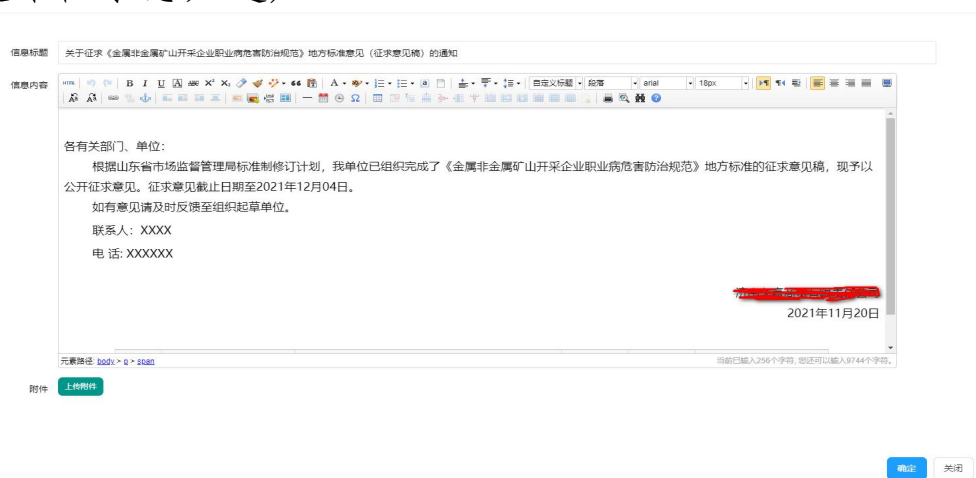 信息标题
关于征求《金属非金属矿山开采企业职业病危害防治规范》地方标准意见（征求意见稿）的通知
信息内容
HTML B I U A ABC X² X₂
自定义标题 段落 arial 18px
各有关部门、单位：
根据山东省市场监督管理局标准制修订计划，我单位已组织完成了《金属非金属矿山开采企业职业病危害防治规范》地方标准的征求意见稿，现予以
公开征求意见。征求意见截止日期至2021年12月04日。
如有意见请及时反馈至组织起草单位。
联系人：XXXX
电 话: XXXXXX
2021年11月20日
元素路径: body > p > span
当前已输入256个字符, 您还可以输入9744个字符。
附件
上传附件
确定
关闭